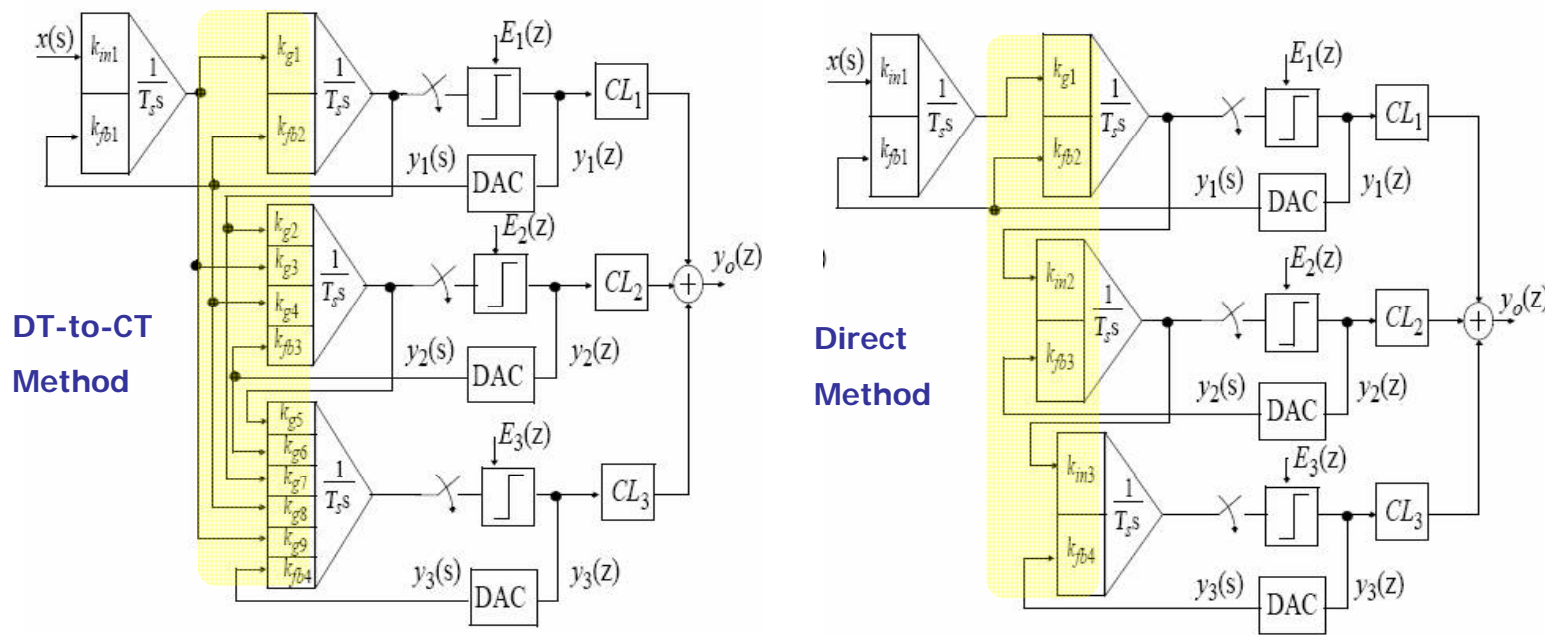 x(s)
k_in1
k_fb1
1/T_s s
k_g1
k_fb2
1/T_s s
E_1(z)
CL_1
y_1(s)
DAC
y_1(z)
k_g2
k_g3
k_g4
k_fb3
1/T_s s
E_2(z)
CL_2
+
y_o(z)
y_2(s)
DAC
y_2(z)
DT-to-CT
Method
k_g5
k_g6
k_g7
k_g8
k_g9
k_fb4
1/T_s s
E_3(z)
CL_3
y_3(s)
DAC
y_3(z)
x(s)
k_in1
k_fb1
1/T_s s
k_g1
k_fb2
1/T_s s
E_1(z)
CL_1
y_1(s)
DAC
y_1(z)
)
k_in2
k_fb3
1/T_s s
E_2(z)
CL_2
+
y_o(z)
y_2(s)
DAC
y_2(z)
Direct
Method
k_in3
k_fb4
1/T_s s
E_3(z)
CL_3
y_3(s)
DAC
y_3(z)